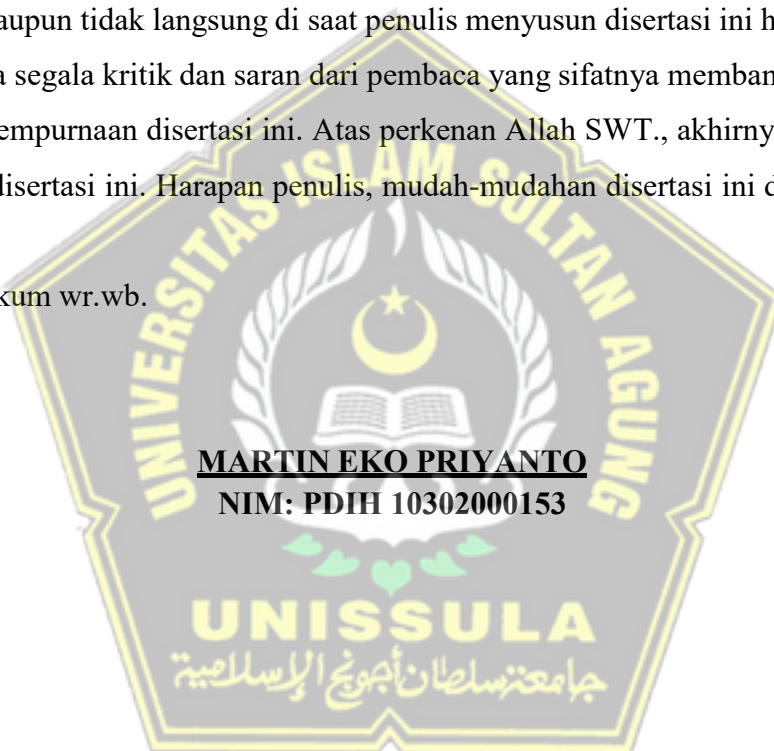 aupun tidak langsung di saat penulis menyusun disertasi ini h
a segala kritik dan saran dari pembaca yang sifatnya memban
empurnaan disertasi ini. Atas perkenan Allah SWT., akhirny
disertasi ini. Harapan penulis, mudah-mudahan disertasi ini d
kum wr.wb.
UNIVERSITAS ISLAM SULTAN AGUNG
MARTIN EKO PRIYANTO
NIM: PDIH 10302000153
UNISSULA
جامعتنسلطان أجونج الإسلامية